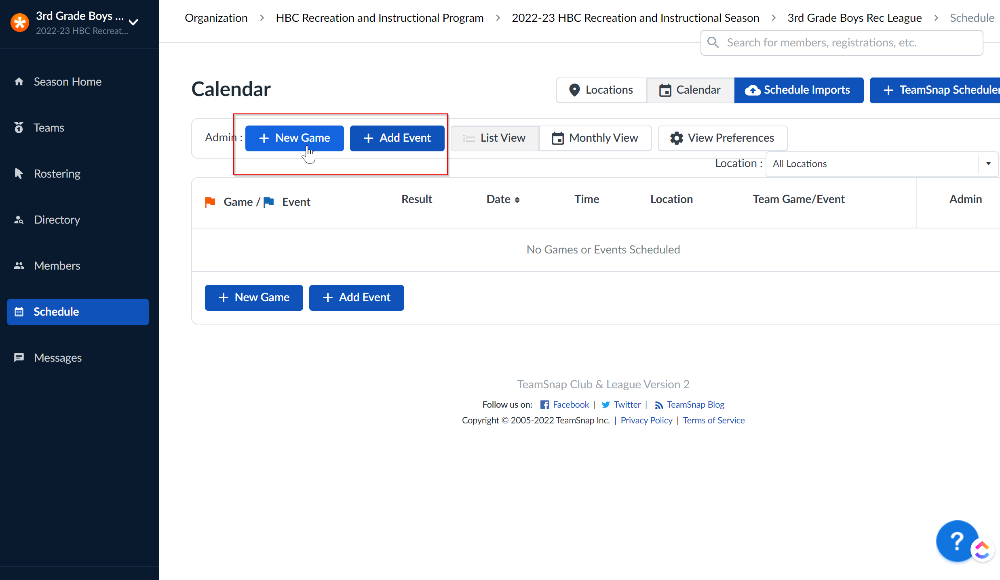 3rd Grade Boys ...
2022-23 HBC Recreat...
Season Home
Teams
Rostering
Directory
Members
Schedule
Messages
Organization > HBC Recreation and Instructional Program > 2022-23 HBC Recreation and Instructional Season > 3rd Grade Boys Rec League > Schedule
Search for members, registrations, etc.
Calendar
Locations Calendar Schedule Imports + TeamSnap Scheduler
Admin : + New Game + Add Event List View Monthly View View Preferences
Location : All Locations
Game / Event Result Date Time Location Team Game/Event Admin
No Games or Events Scheduled
+ New Game + Add Event
TeamSnap Club & League Version 2
Follow us on: Facebook | Twitter | TeamSnap Blog
Copyright © 2005-2022 TeamSnap Inc. | Privacy Policy | Terms of Service
?